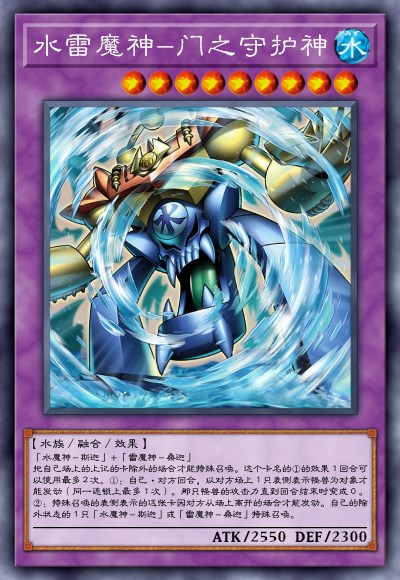 水雷魔神-门之守护神
水
【水族/融合/效果】
「水魔神-斯迦」+「雷魔神-桑迦」
把自己场上的上记的卡除外的场合才能特殊召唤。这个卡名的①的效果1回合可
以使用最多2次。①:自己·对方回合,以对方场上1只表侧表示怪兽为对象才
能发动(同一连锁上最多1次)。那只怪兽的攻击力直到回合结束时变成0。
②:特殊召唤的表侧表示的这张卡因对方从场上离开的场合才能发动。自己的除
外状态的1只「水魔神-斯迦」或「雷魔神-桑迦」特殊召唤。
ATK/2550 DEF/2300